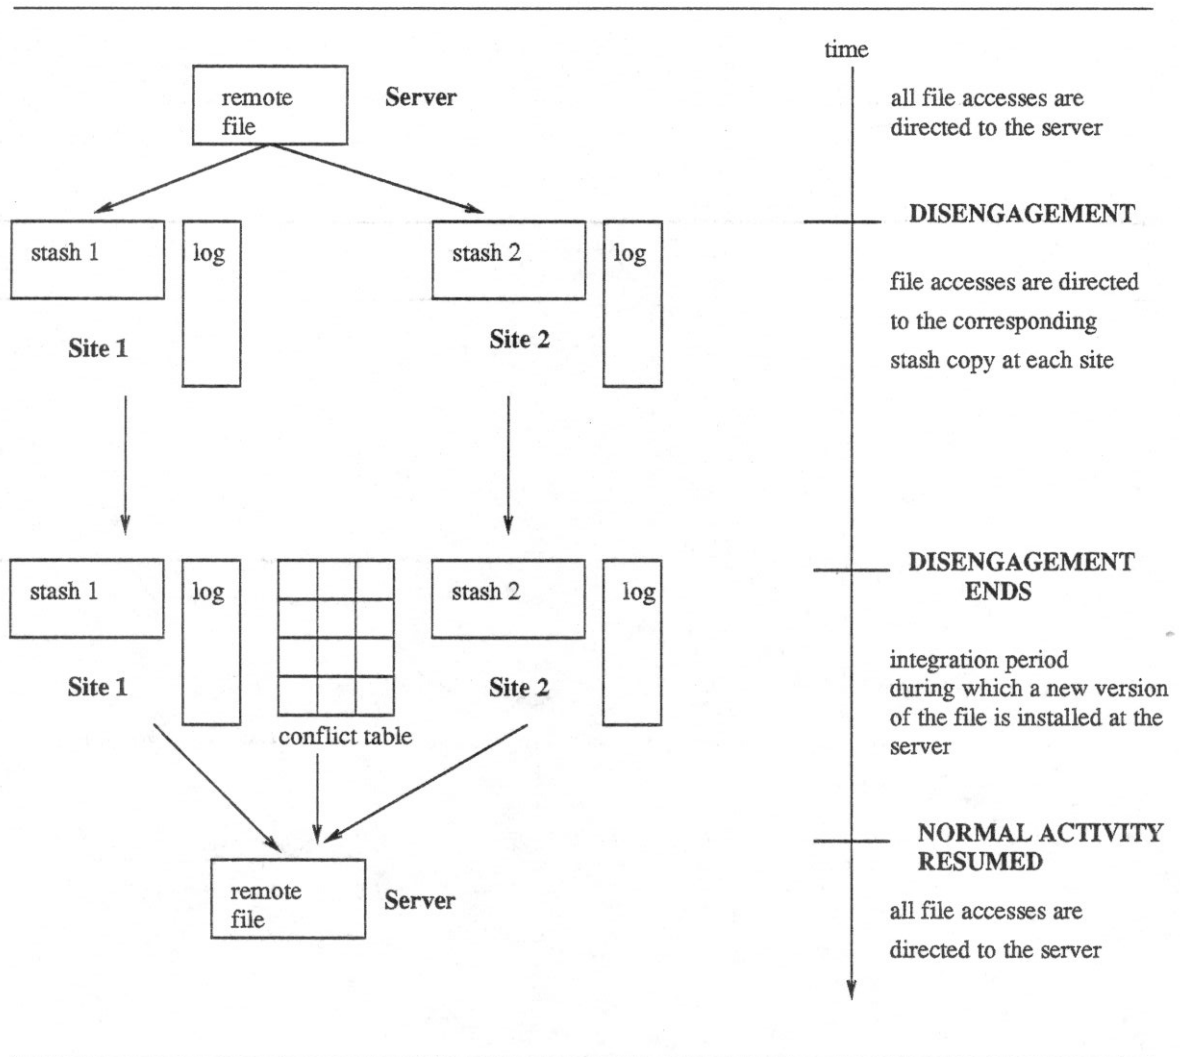 time
remote
file
Server
all file accesses are
directed to the server
DISENGAGEMENT
stash 1
log
stash 2
log
Site 1
Site 2
file accesses are directed
to the corresponding
stash copy at each site
DISENGAGEMENT
ENDS
stash 1
log
stash 2
log
Site 1
Site 2
conflict table
integration period
during which a new version
of the file is installed at the
server
NORMAL ACTIVITY
RESUMED
remote
file
Server
all file accesses are
directed to the server